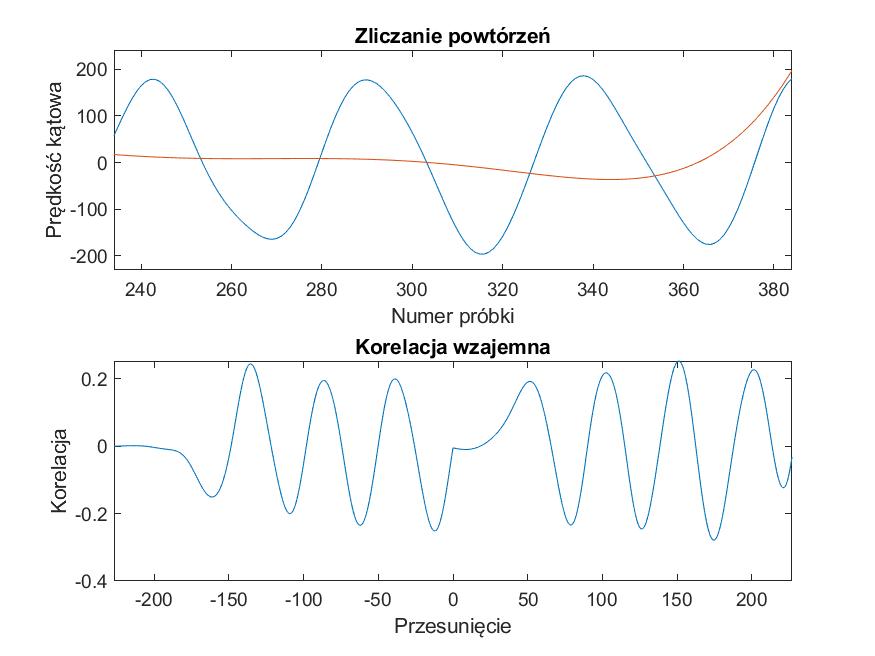 Zliczanie powtórzeń
200
100
0
-100
-200
Prędkość kątowa
240 260 280 300 320 340 360 380
Numer próbki
Korelacja wzajemna
0.2
0
-0.2
-0.4
Korelacja
-200 -150 -100 -50 0 50 100 150 200
Przesunięcie